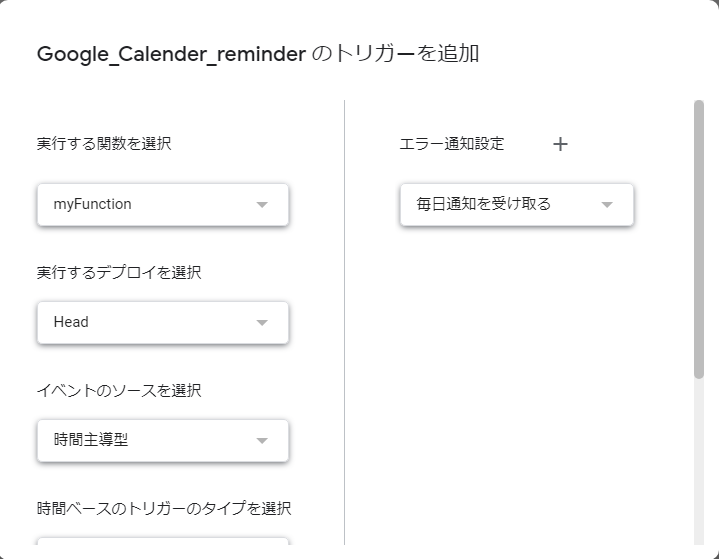 Google_Calender_reminder のトリガーを追加
実行する関数を選択
myFunction
実行するデプロイを選択
Head
イベントのソースを選択
時間主導型
時間ベースのトリガーのタイプを選択
エラー通知設定 +
毎日通知を受け取る